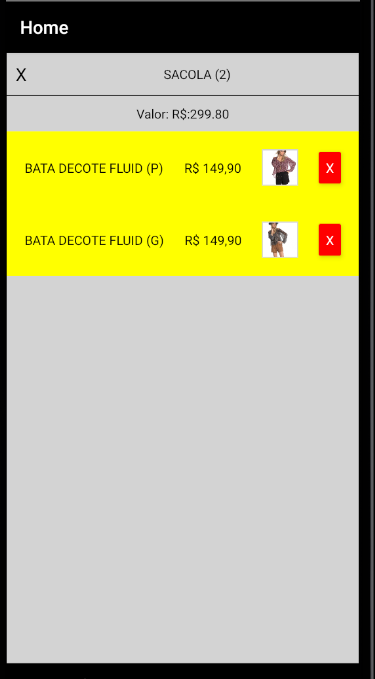 Home
X SACOLA (2)
Valor: R$:299.80
BATA DECOTE FLUID (P) R$ 149,90 X
BATA DECOTE FLUID (G) R$ 149,90 X